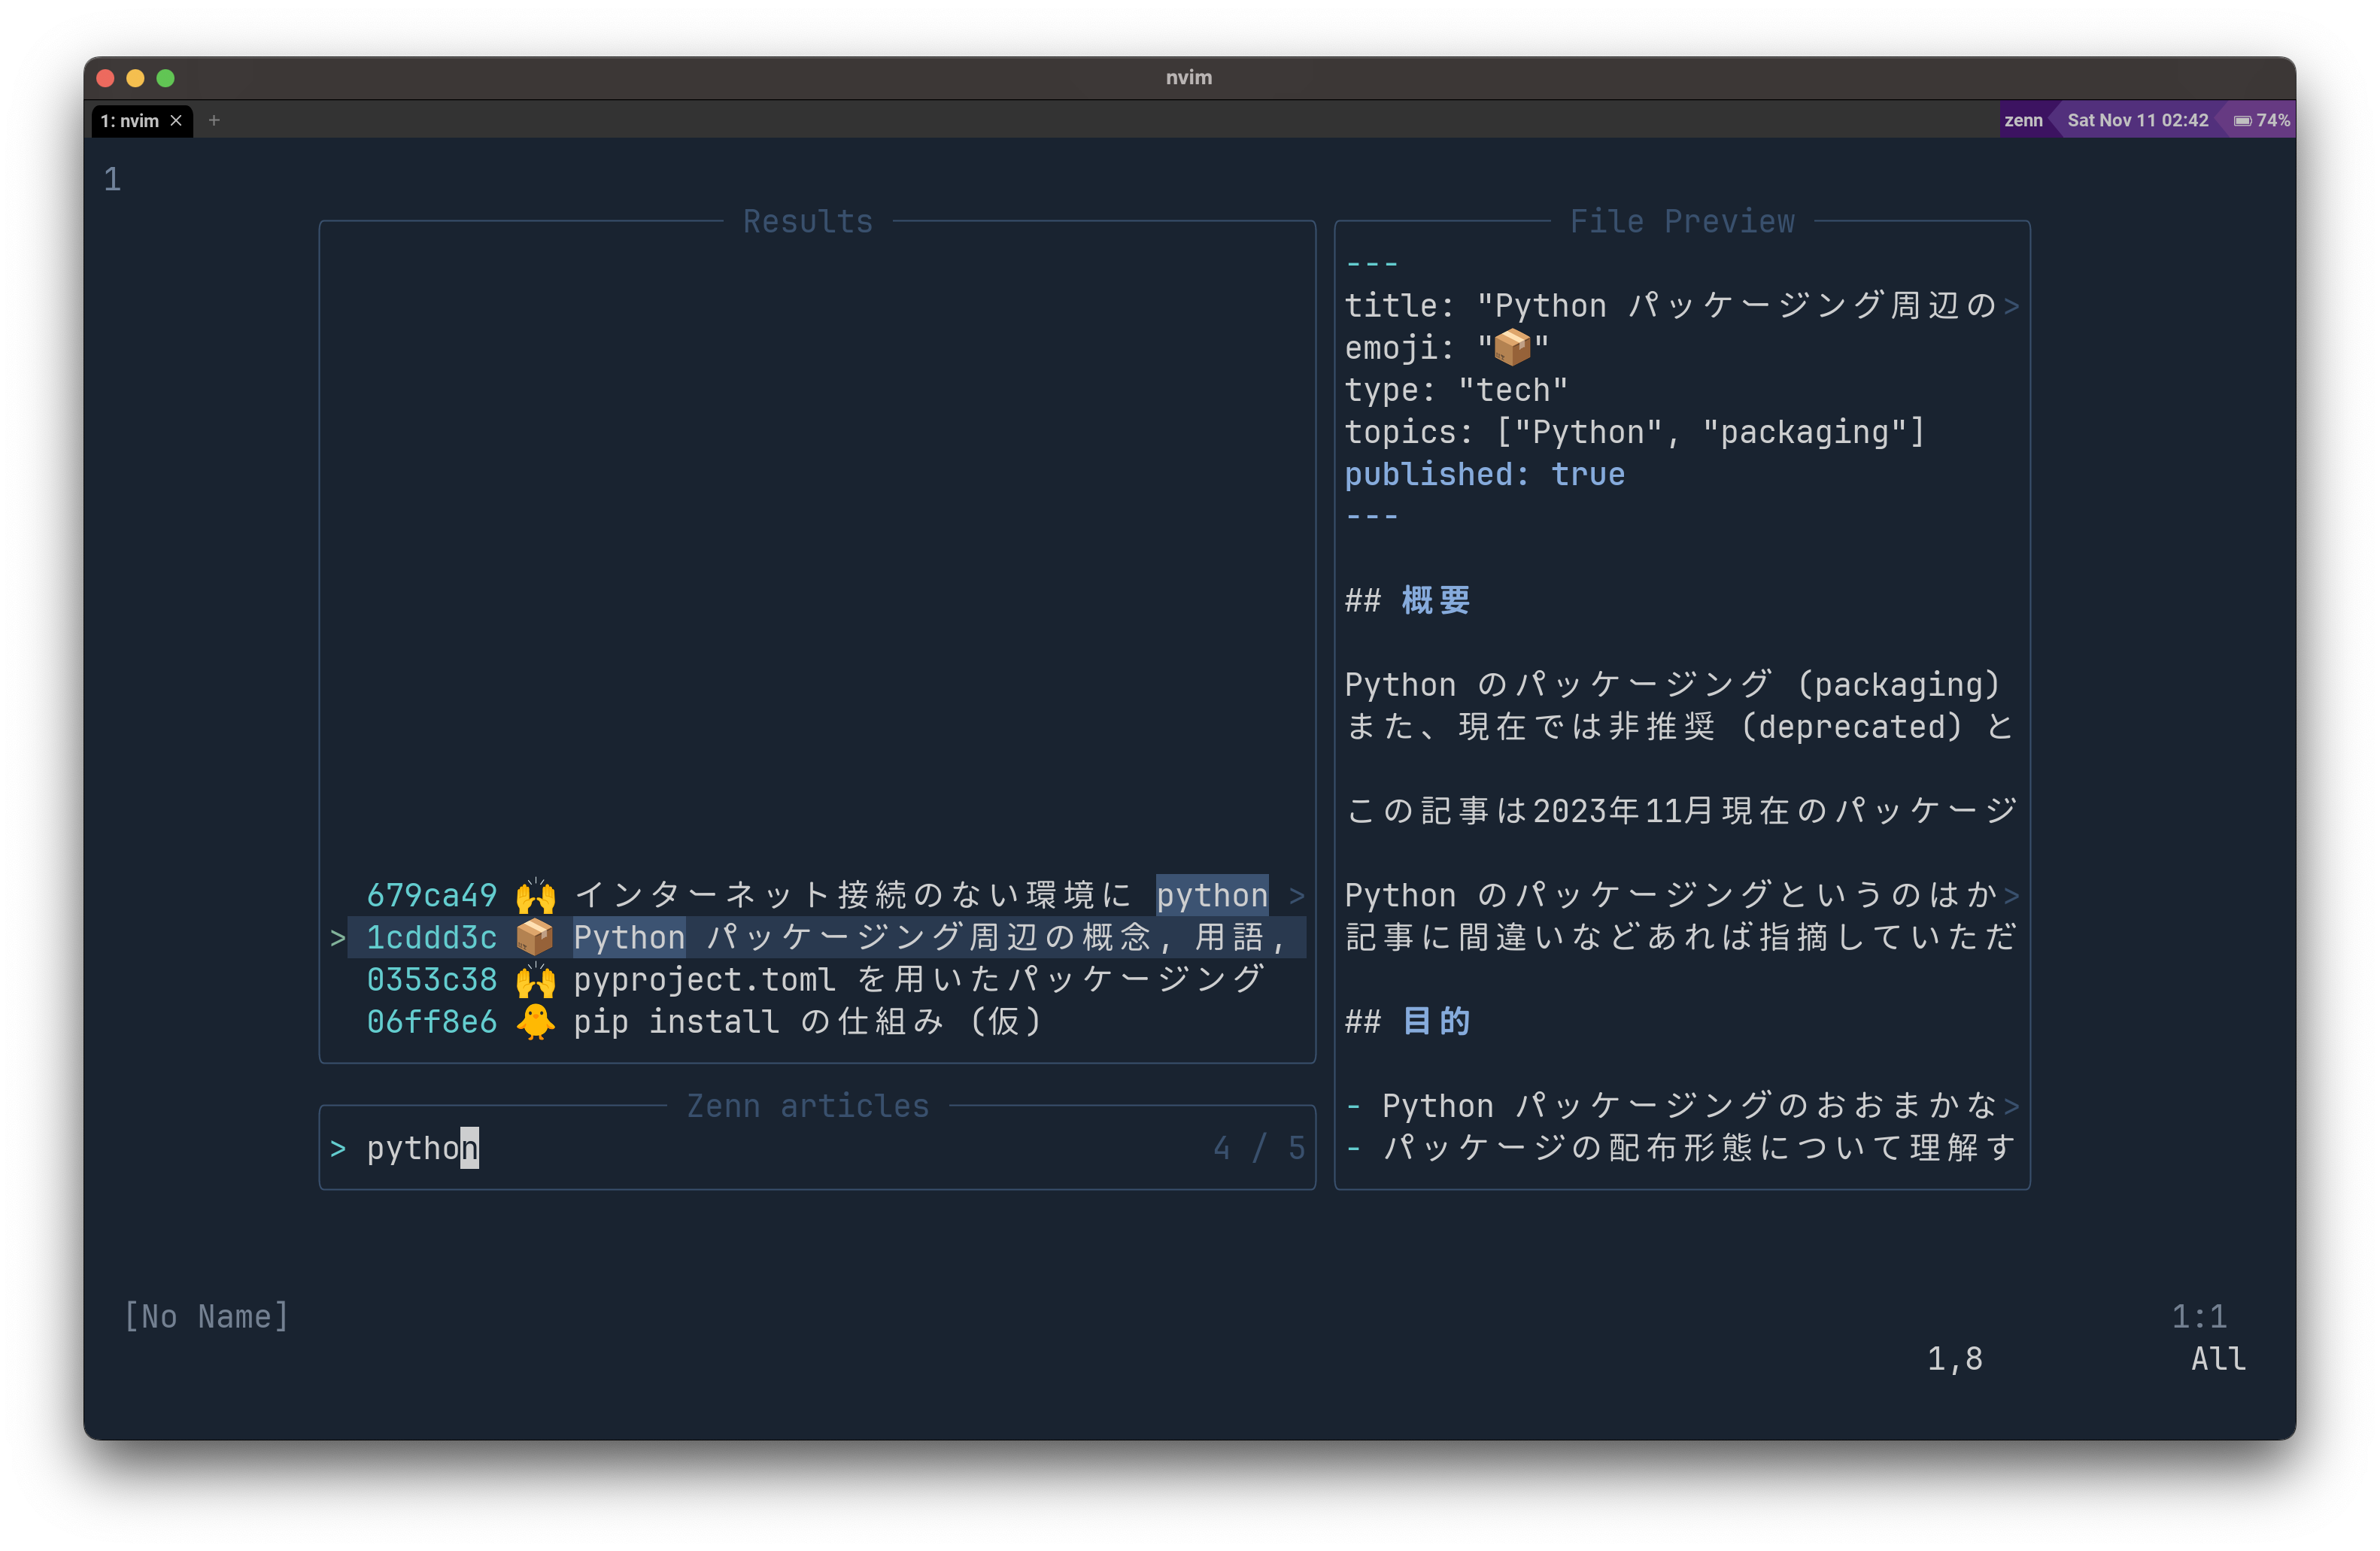 nvim
1: nvim × +
zenn Sat Nov 11 02:42 74%
1
Results
679ca49 🙌 インターネット接続のない環境に python >
> 1cddd3c 📦 Python パッケージング周辺の概念, 用語,
0353c38 🙌 pyproject.toml を用いたパッケージング
06ff8e6 🐥 pip install の仕組み (仮)
Zenn articles
> python 4 / 5
File Preview
---
title: "Python パッケージング周辺の>
emoji: "📦"
type: "tech"
topics: ["Python", "packaging"]
published: true
---
## 概要
Python のパッケージング (packaging)
また、現在では非推奨 (deprecated) と
この記事は2023年11月現在のパッケージ
Python のパッケージングというのはか>
記事に間違いなどあれば指摘していただ
## 目的
- Python パッケージングのおおまかな>
- パッケージの配布形態について理解す
[No Name] 1:1
1,8 All